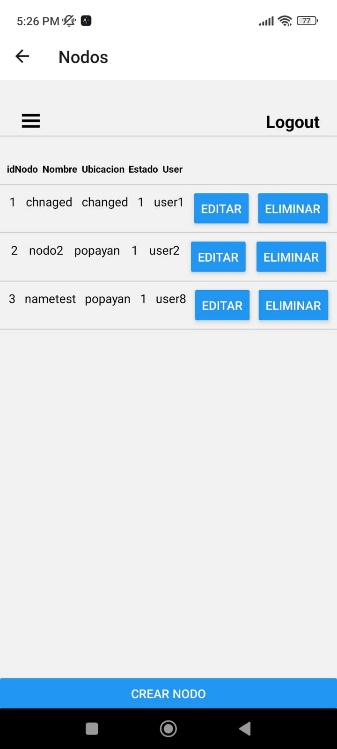 5:26 PM
77
Nodos
Logout
idNodo Nombre Ubicacion Estado User
1 chnaged changed 1 user1 EDITAR ELIMINAR
2 nodo2 popayan 1 user2 EDITAR ELIMINAR
3 nametest popayan 1 user8 EDITAR ELIMINAR
CREAR NODO